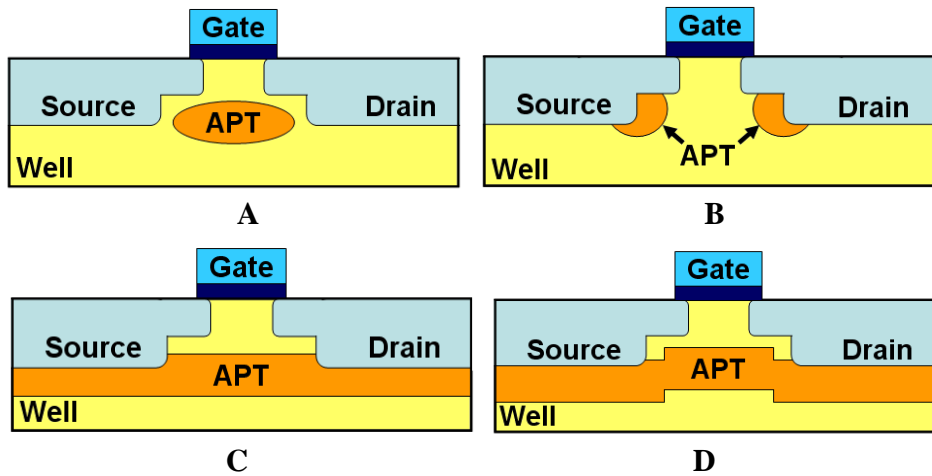 Gate
Source
Drain
APT
Well
A
Gate
Source
Drain
APT
Well
B
Gate
Source
Drain
APT
Well
C
Gate
Source
Drain
APT
Well
D